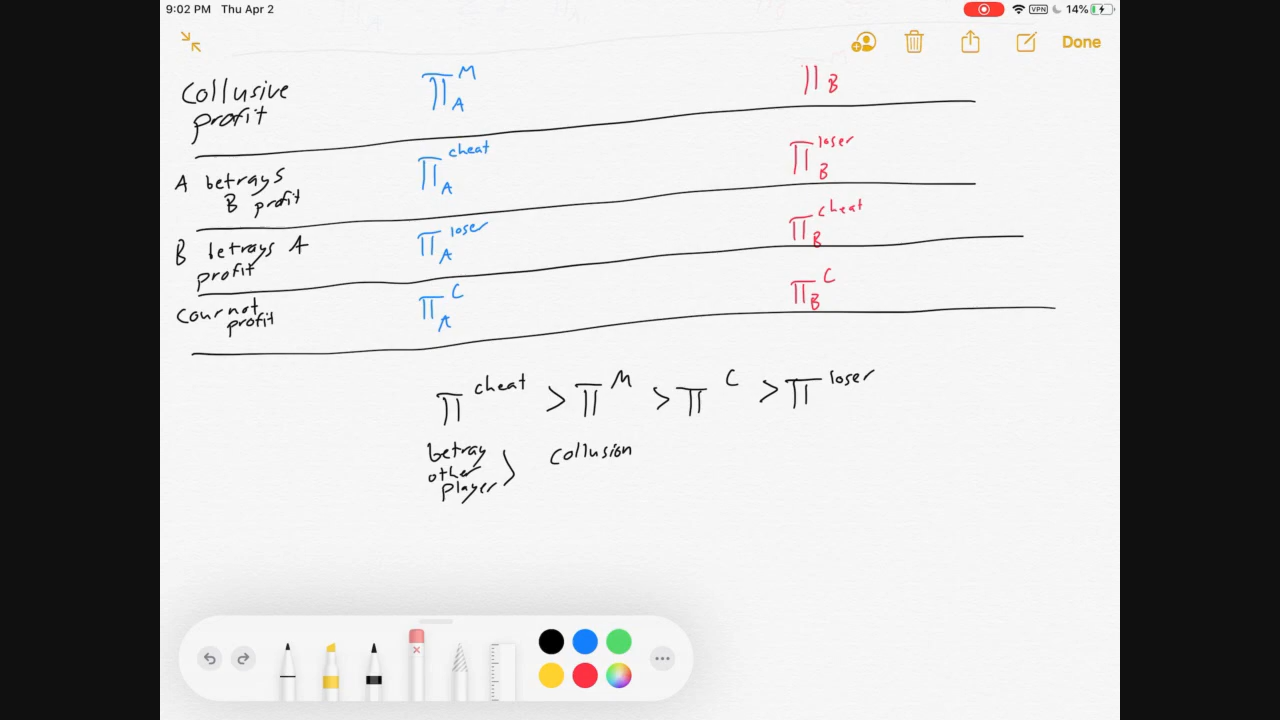 9:02 PM Thu Apr 2
VPN 14%
Done
Collusive Π_A^M Π_B
profit
A betrays Π_A^cheat Π_B^loser
B profit
B betrays A Π_A^loser Π_B^cheat
profit
Cournot Π_A^C Π_B^C
profit
Π^cheat > Π^M > Π^C > Π^loser
betray > collusion
other
player